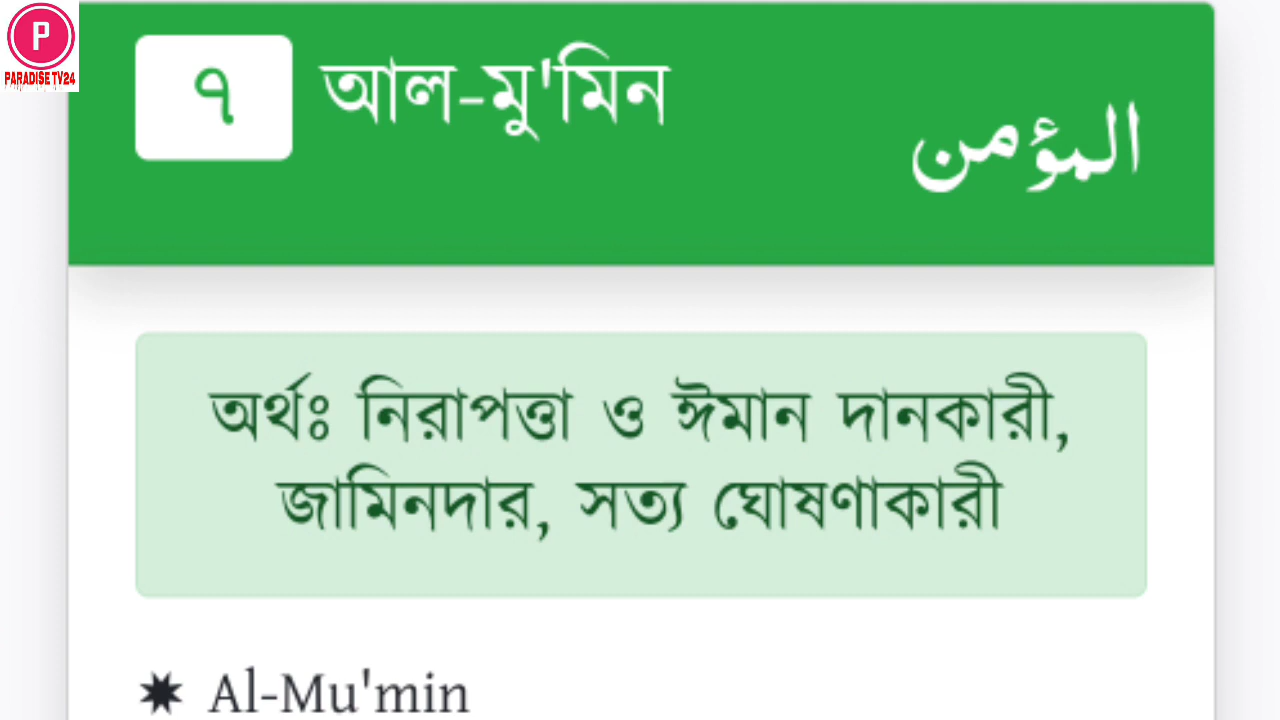 P
PARADISE TV24
৭
আল-মু'মিন
المؤمن
অর্থঃ নিরাপত্তা ও ঈমান দানকারী,
জামিনদার, সত্য ঘোষণাকারী
✷ Al-Mu'min